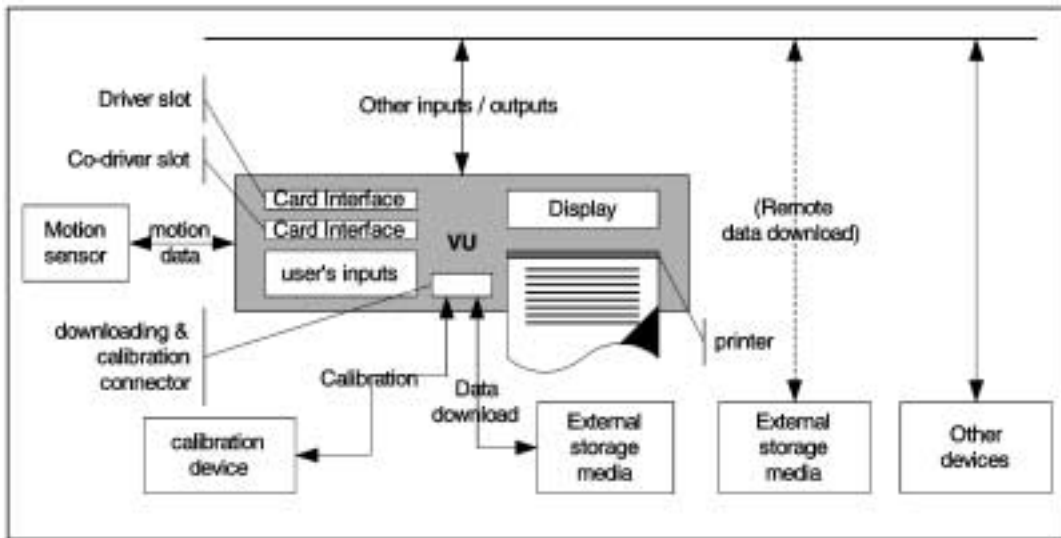 Driver slot
Other inputs / outputs
Co-driver slot
Card Interface
Card Interface
Display
(Remote
data download)
Motion
sensor
motion
data
VU
user's inputs
downloading &
calibration
connector
printer
Calibration
Data
download
calibration
device
External
storage
media
External
storage
media
Other
devices